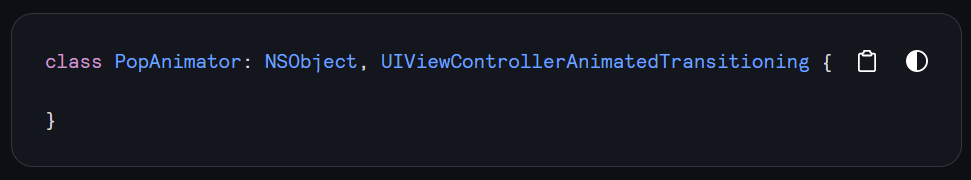 class PopAnimator: NSObject, UIViewControllerAnimatedTransitioning {
}